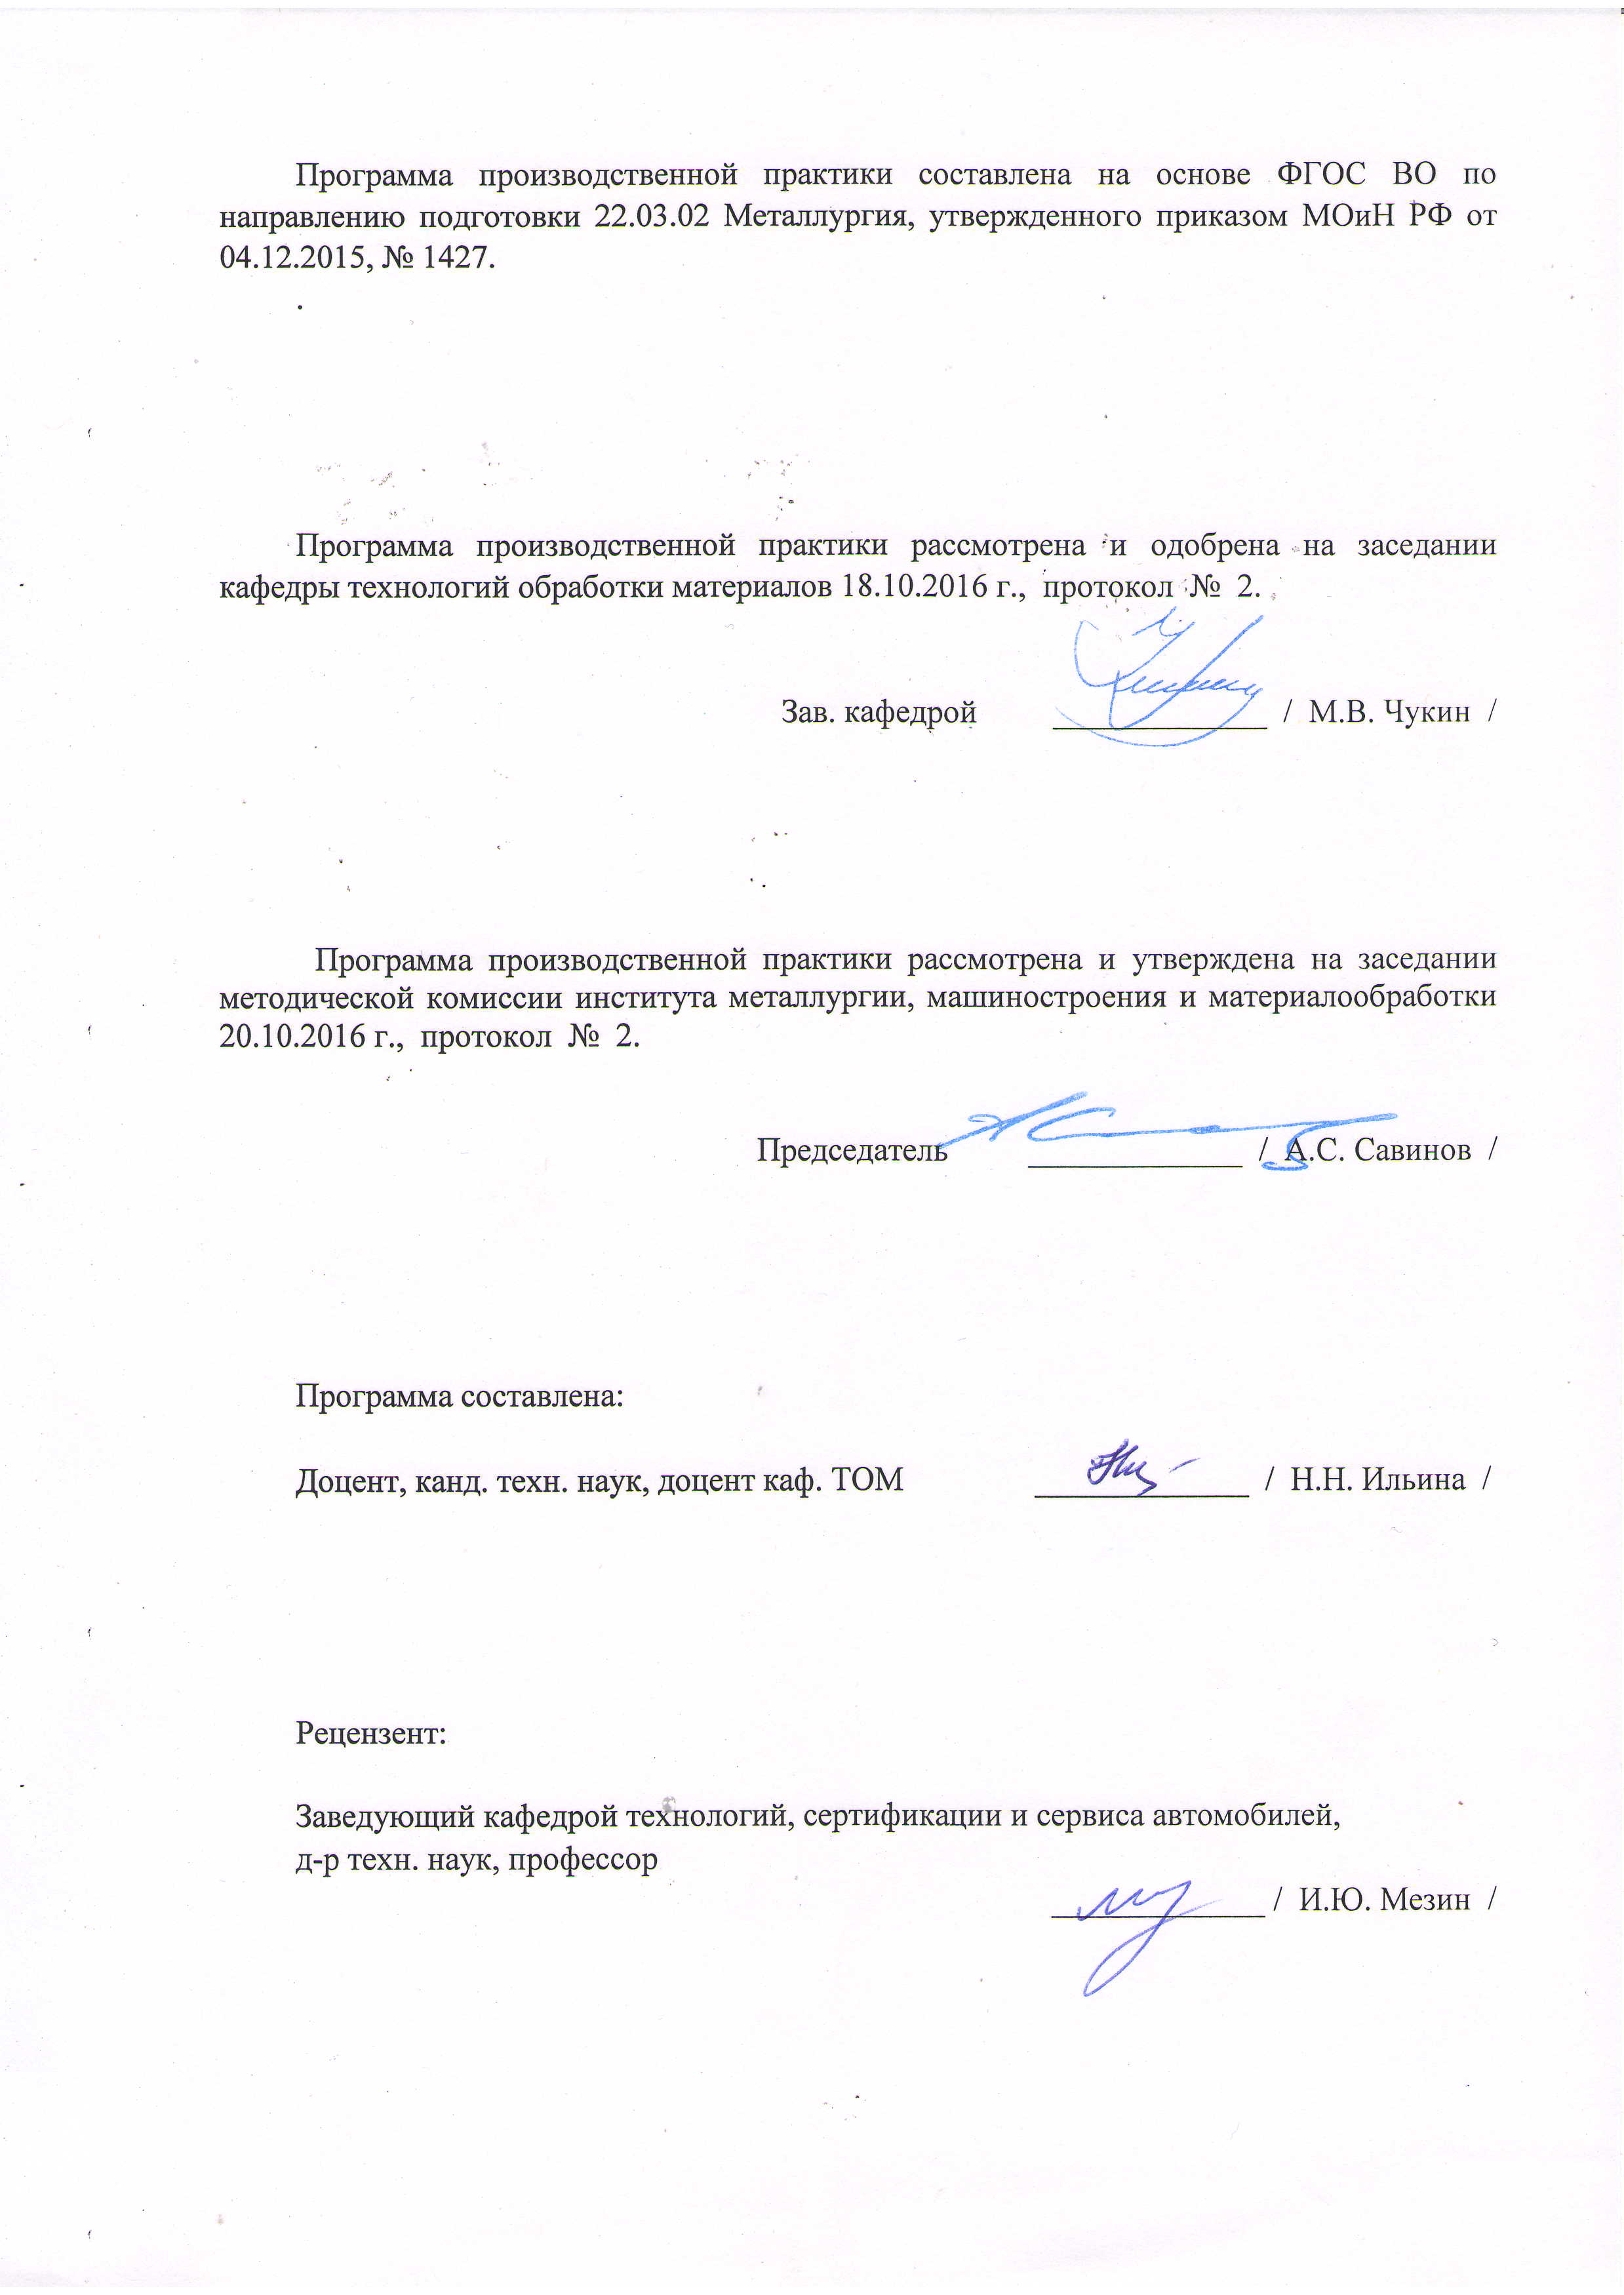 Программа производственной практики составлена на основе ФГОС ВО по
направлению подготовки 22.03.02 Металлургия, утвержденного приказом МОиН РФ от
04.12.2015, № 1427.
.
Программа производственной практики рассмотрена и одобрена на заседании
кафедры технологий обработки материалов 18.10.2016 г., протокол № 2.
Зав. кафедрой _____________ / М.В. Чукин /
Программа производственной практики рассмотрена и утверждена на заседании
методической комиссии института металлургии, машиностроения и материалообработки
20.10.2016 г., протокол № 2.
Председатель _____________ / А.С. Савинов /
Программа составлена:
Доцент, канд. техн. наук, доцент каф. ТОМ _____________ / Н.Н. Ильина /
Рецензент:
Заведующий кафедрой технологий, сертификации и сервиса автомобилей,
д-р техн. наук, профессор
_____________ / И.Ю. Мезин /